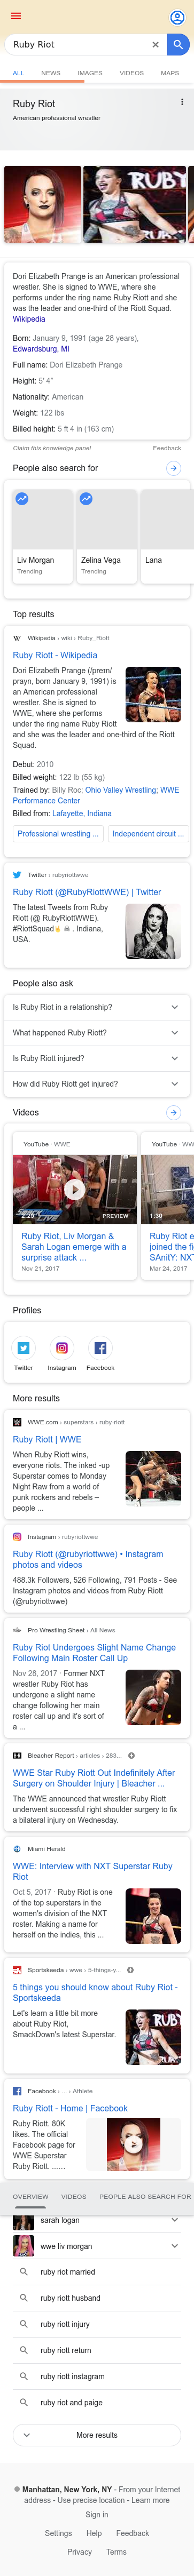 Ruby Riot
ALL NEWS IMAGES VIDEOS MAPS
Ruby Riot
American professional wrestler
RUBY
Dori Elizabeth Prange is an American professional
wrestler. She is signed to WWE, where she
performs under the ring name Ruby Riott and she
was the leader and one-third of the Riott Squad.
Wikipedia
Born: January 9, 1991 (age 28 years),
Edwardsburg, MI
Full name: Dori Elizabeth Prange
Height: 5′ 4″
Nationality: American
Weight: 122 lbs
Billed height: 5 ft 4 in (163 cm)
Claim this knowledge panel Feedback
People also search for
Liv Morgan
Trending
Zelina Vega
Trending
Lana
Top results
W Wikipedia › wiki › Ruby_Riott
Ruby Riott - Wikipedia
Dori Elizabeth Prange (/preɪn/
prayn, born January 9, 1991) is
an American professional
wrestler. She is signed to
WWE, where she performs
under the ring name Ruby Riott and
she was the leader and one-third of the Riott
Squad.
Debut: 2010
Billed weight: 122 lb (55 kg)
Trained by: Billy Roc; Ohio Valley Wrestling; WWE
Performance Center
Billed from: Lafayette, Indiana
Professional wrestling ... Independent circuit ...
Twitter › rubyriottwwe
Ruby Riott (@RubyRiottWWE) | Twitter
The latest Tweets from Ruby
Riott (@ RubyRiottWWE).
#RiottSquad☝ ☠ . Indiana,
USA.
People also ask
Is Ruby Riot in a relationship?
What happened Ruby Riott?
Is Ruby Riott injured?
How did Ruby Riott get injured?
Videos
YouTube · WWE
2:25 PREVIEW
Ruby Riot, Liv Morgan &
Sarah Logan emerge with a
surprise attack ...
Nov 21, 2017
YouTube · WW
1:30
Ruby Riot e
joined the fi
SAnitY: NXT
Mar 24, 2017
Profiles
Twitter Instagram Facebook
More results
WWE.com › superstars › ruby-riott
Ruby Riott | WWE
When Ruby Riott wins,
everyone riots. The inked -up
Superstar comes to Monday
Night Raw from a world of
punk rockers and rebels –
people ...
Instagram › rubyriottwwe
Ruby Riott (@rubyriottwwe) • Instagram
photos and videos
488.3k Followers, 526 Following, 791 Posts - See
Instagram photos and videos from Ruby Riott
(@rubyriottwwe)
Pro Wrestling Sheet › All News
Ruby Riot Undergoes Slight Name Change
Following Main Roster Call Up
Nov 28, 2017 · Former NXT
wrestler Ruby Riot has
undergone a slight name
change following her main
roster call up and it's sort of
a ...
Bleacher Report › articles › 283...
WWE Star Ruby Riott Out Indefinitely After
Surgery on Shoulder Injury | Bleacher ...
The WWE announced that wrestler Ruby Riott
underwent successful right shoulder surgery to fix
a bilateral injury on Wednesday.
Miami Herald
WWE: Interview with NXT Superstar Ruby
Riot
Oct 5, 2017 · Ruby Riot is one
of the top superstars in the
women's division of the NXT
roster. Making a name for
herself on the indies, this ...
Sportskeeda › wwe › 5-things-y...
5 things you should know about Ruby Riot -
Sportskeeda
Let's learn a little bit more
about Ruby Riot,
SmackDown's latest Superstar.
Facebook › ... › Athlete
Ruby Riott - Home | Facebook
Ruby Riott. 80K
likes. The official
Facebook page for
WWE Superstar
Ruby Riott. ......
OVERVIEW VIDEOS PEOPLE ALSO SEARCH FOR
sarah logan
wwe liv morgan
ruby riot married
ruby riott husband
ruby riott injury
ruby riott return
ruby riott instagram
ruby riot and paige
More results
Manhattan, New York, NY - From your Internet
address - Use precise location - Learn more
Sign in
Settings Help Feedback
Privacy Terms